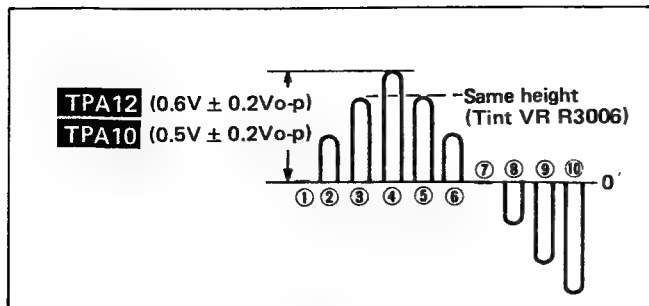 TPA12 (0.6V ± 0.2Vo-p)
TPA10 (0.5V ± 0.2Vo-p)
Same height
(Tint VR R3006)
① ② ③ ④ ⑤ ⑥ ⑦ ⑧ ⑨ ⑩ 0